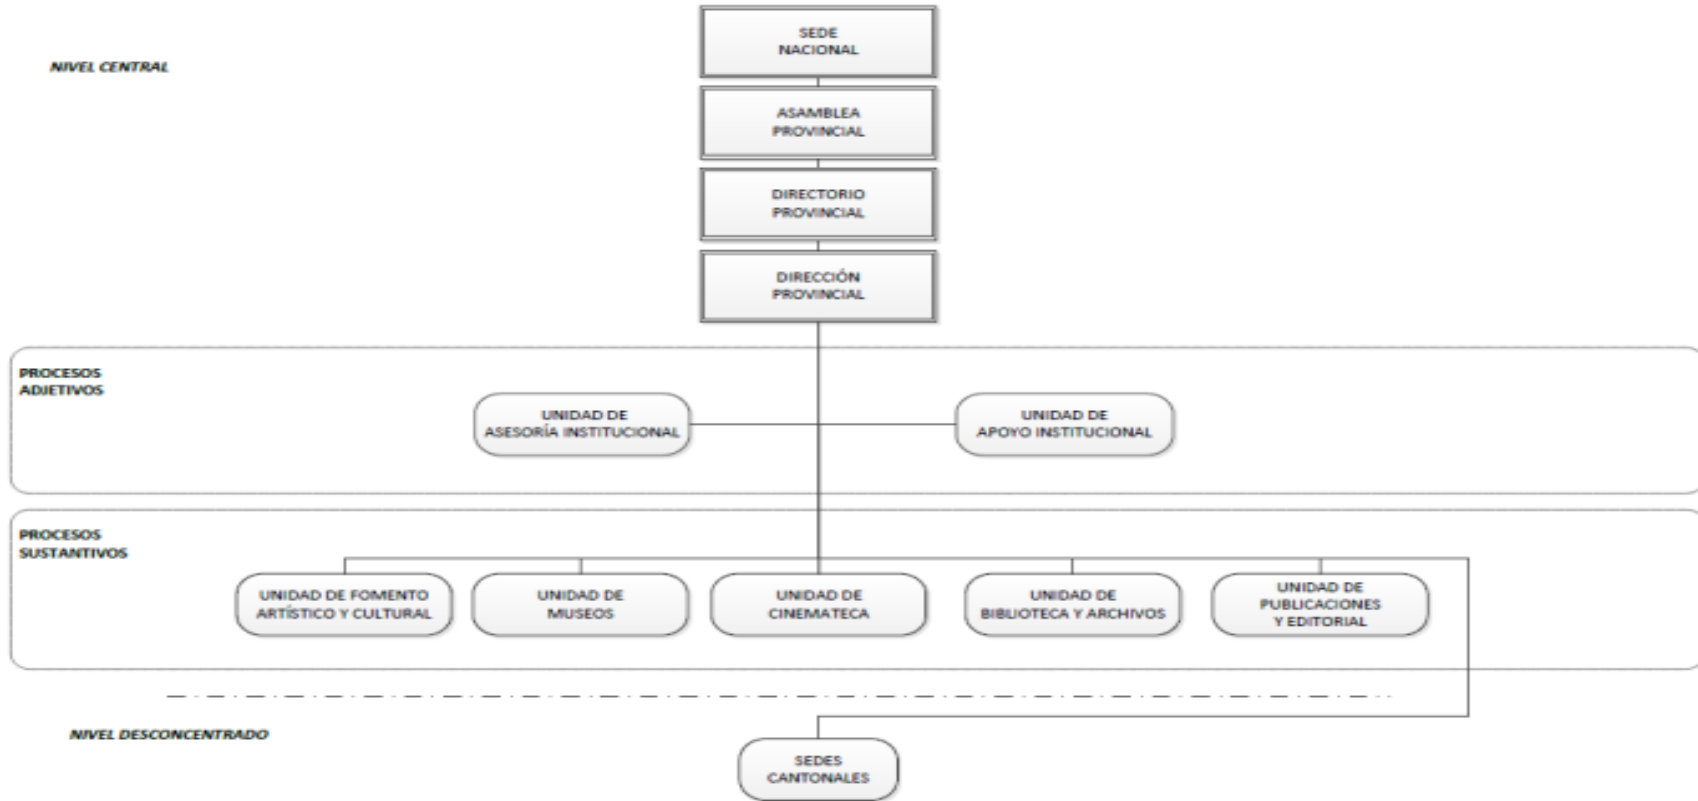 SEDE
NACIONAL
NIVEL CENTRAL
ASAMBLEA
PROVINCIAL
DIRECTORIO
PROVINCIAL
DIRECCIÓN
PROVINCIAL
PROCESOS
ADJETIVOS
UNIDAD DE
ASESORÍA INSTITUCIONAL
UNIDAD DE
APOYO INSTITUCIONAL
PROCESOS
SUSTANTIVOS
UNIDAD DE FOMENTO
ARTÍSTICO Y CULTURAL
UNIDAD DE
MUSEOS
UNIDAD DE
CINEMATECA
UNIDAD DE
BIBLIOTECA Y ARCHIVOS
UNIDAD DE
PUBLICACIONES
Y EDITORIAL
NIVEL DESCONCENTRADO
SEDES
CANTONALES